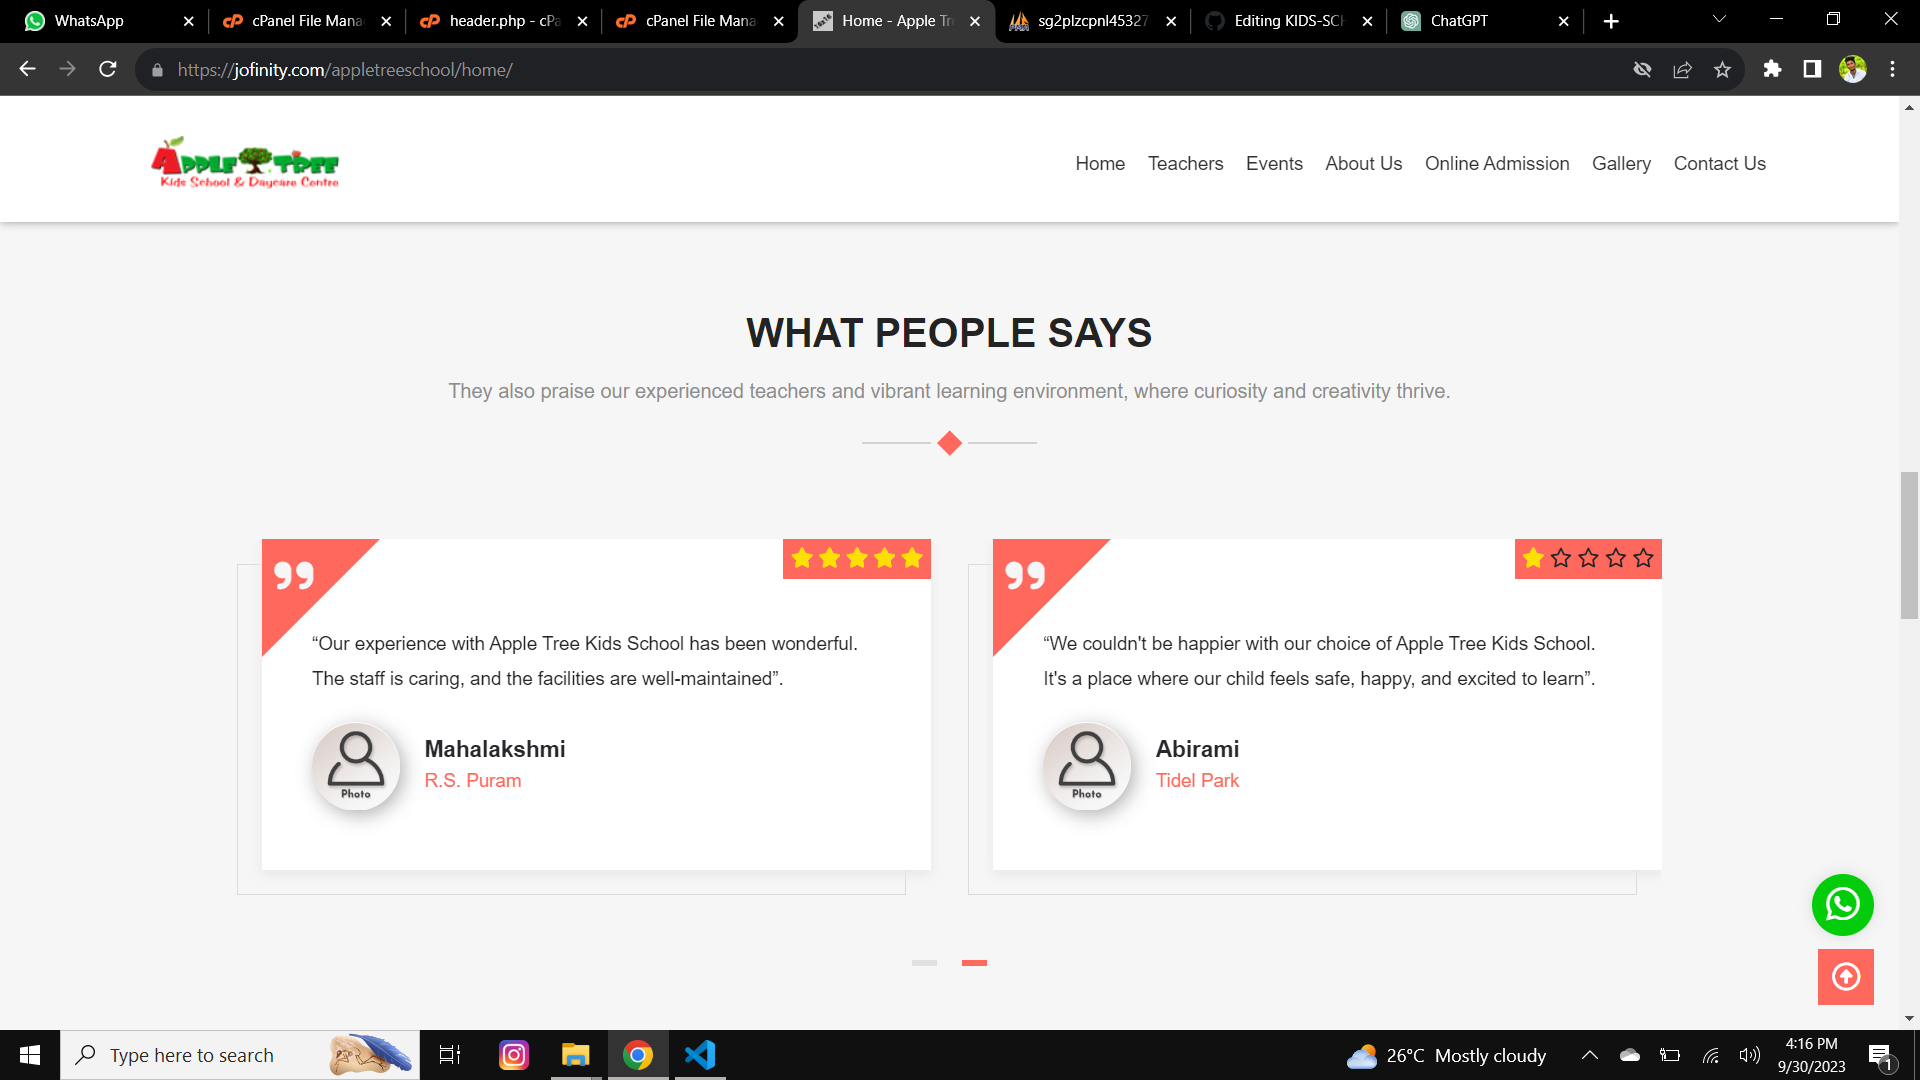 WhatsApp
cPanel File Mana
header.php - cPa
cPanel File Mana
Home - Apple Tr
sg2plzcpnl45327
Editing KIDS-SCH
ChatGPT
https://jofinity.com/appletreeschool/home/
APPLE TREE
Kids School & Daycare Centre
Home
Teachers
Events
About Us
Online Admission
Gallery
Contact Us
WHAT PEOPLE SAYS
They also praise our experienced teachers and vibrant learning environment, where curiosity and creativity thrive.
“Our experience with Apple Tree Kids School has been wonderful.
The staff is caring, and the facilities are well-maintained”.
Photo
Mahalakshmi
R.S. Puram
“We couldn't be happier with our choice of Apple Tree Kids School.
It's a place where our child feels safe, happy, and excited to learn”.
Photo
Abirami
Tidel Park
Type here to search
26°C Mostly cloudy
4:16 PM
9/30/2023
1